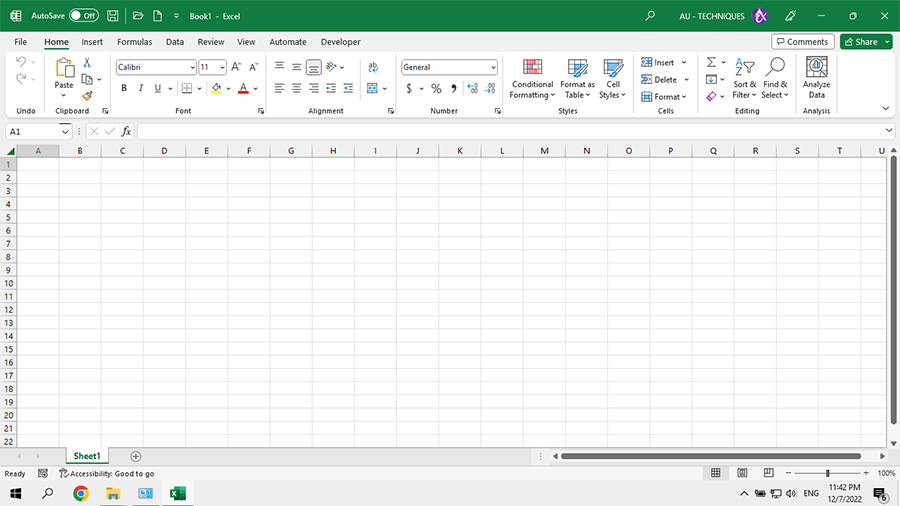 AutoSave Off Book1 - Excel AU - TECHNIQUES
File Home Insert Formulas Data Review View Automate Developer Comments Share
Calibri 11 General Insert
Paste Conditional Format as Cell Delete Sort & Find & Analyze
B I U A $ % Formatting Table Styles Format Filter Select Data
Undo Clipboard Font Alignment Number Styles Cells Editing Analysis
A1 fx
A B C D E F G H I J K L M N O P Q R S T U
1
2
3
4
5
6
7
8
9
10
11
12
13
14
15
16
17
18
19
20
21
22
Sheet1
Ready Accessibility: Good to go 100%
ENG 11:42 PM
12/7/2022 6